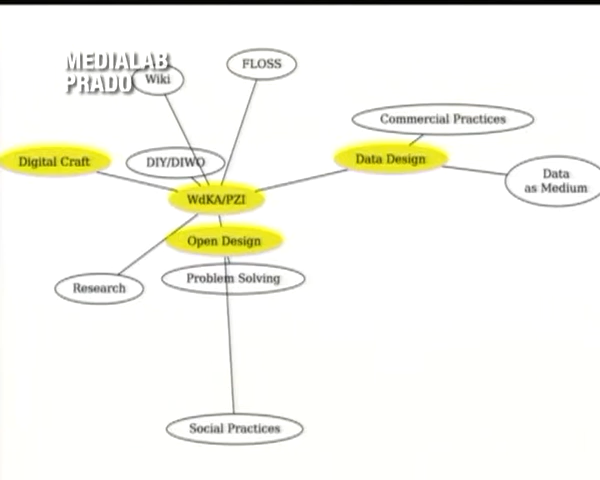 MEDIALAB
PRADO
Wiki
FLOSS
Commercial Practices
Digital Craft
DIY/DIWO
Data Design
Data
as Medium
WdKA/PZI
Open Design
Research
Problem Solving
Social Practices